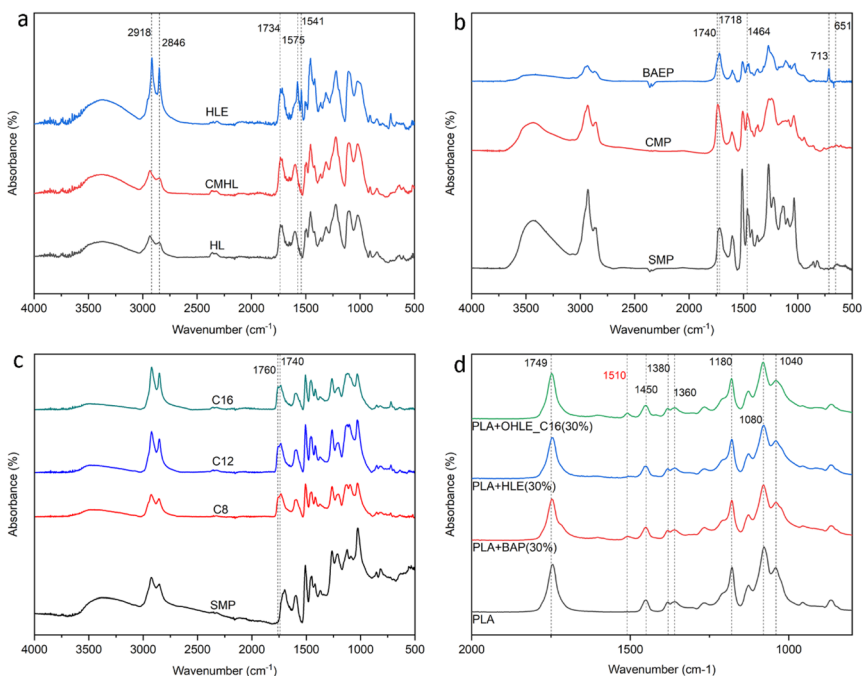 a
2918
2846
1734
1575
1541
HLE
CMHL
HL
Absorbance (%)
4000 3500 3000 2500 2000 1500 1000 500
Wavenumber (cm-1)
b
1740
1718
1464
651
713
BAEP
CMP
SMP
Absorbance (%)
4000 3500 3000 2500 2000 1500 1000 500
Wavenumber (cm-1)
c
1760
1740
C16
C12
C8
SMP
Absorbance (%)
4000 3500 3000 2500 2000 1500 1000 500
Wavenumber (cm-1)
d
1749
1510
1450
1380
1360
1180
1080
1040
PLA+OHLE_C16(30%)
PLA+HLE(30%)
PLA+BAP(30%)
PLA
Absorbance (%)
2000 1500 1000
Wavenumber (cm-1)